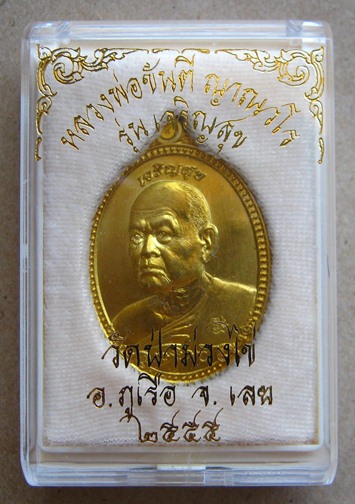 หลวงพ่อขันตี ญาณวโร
รุ่น เจริญสุข
เจริญสุข
วัดป่าม่วงไข่
อ.ภูเรือ จ. เลย
๒๕๕๕